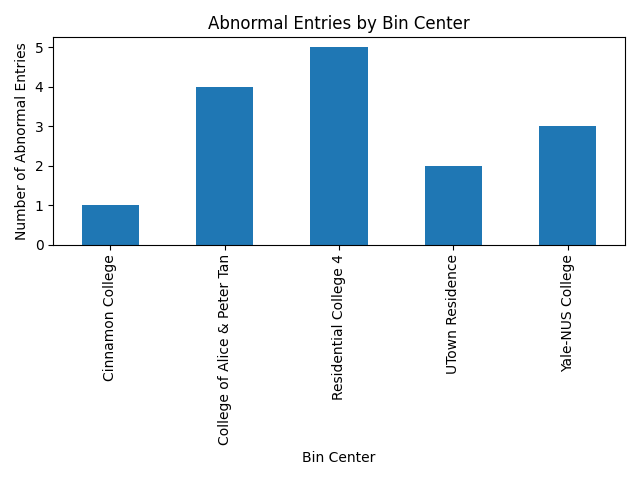 Abnormal Entries by Bin Center
Number of Abnormal Entries
5
4
3
2
1
0
Cinnamon College
College of Alice & Peter Tan
Residential College 4
UTown Residence
Yale-NUS College
Bin Center